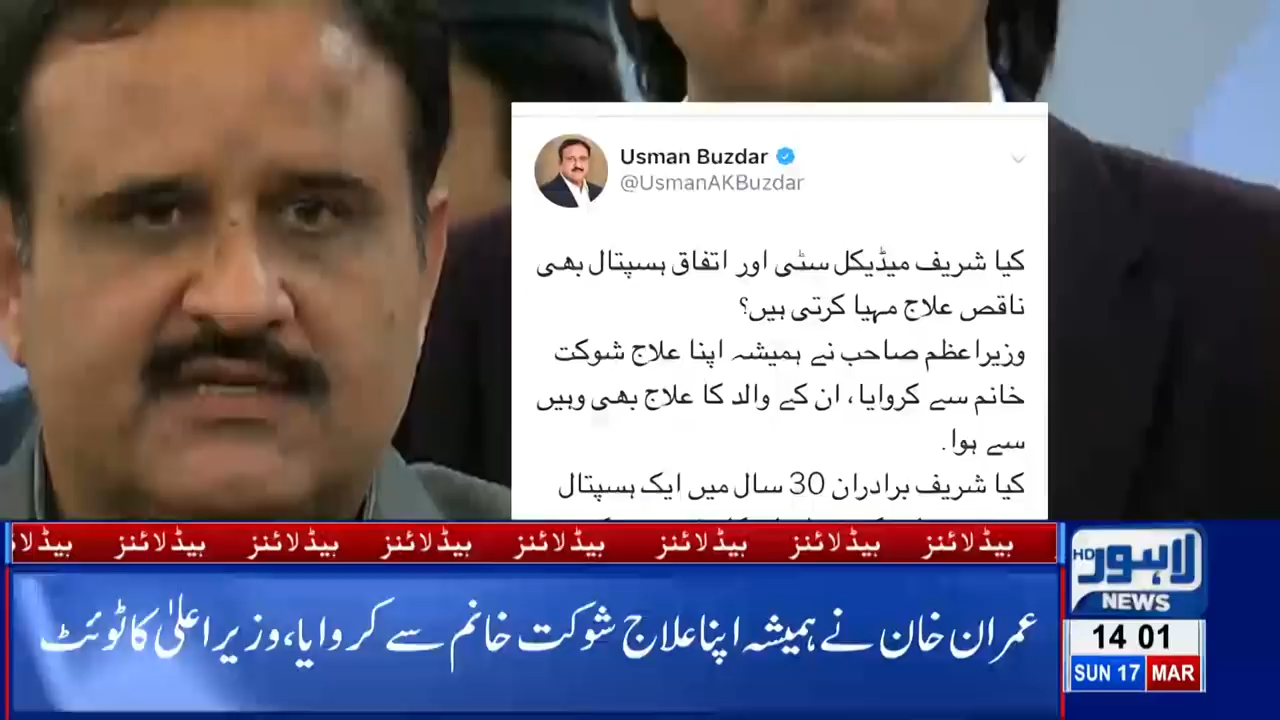 Usman Buzdar
@UsmanAKBuzdar
کیا شریف میڈیکل سٹی اور اتفاق ہسپتال بھی
ناقص علاج مہیا کرتی ہیں؟
وزیراعظم صاحب نے ہمیشہ اپنا علاج شوکت
خانم سے کروایا، ان کے والد کا علاج بھی وہیں
سے ہوا.
کیا شریف برادران 30 سال میں ایک ہسپتال
ہیڈلائنز ہیڈلائنز ہیڈلائنز ہیڈلائنز ہیڈلائنز ہیڈلائنز ہیڈلائنز
عمران خان نے ہمیشہ اپنا علاج شوکت خانم سے کروایا، وزیراعلیٰ کا ٹوئٹ
لاہور HD
NEWS
14 01
SUN 17 MAR